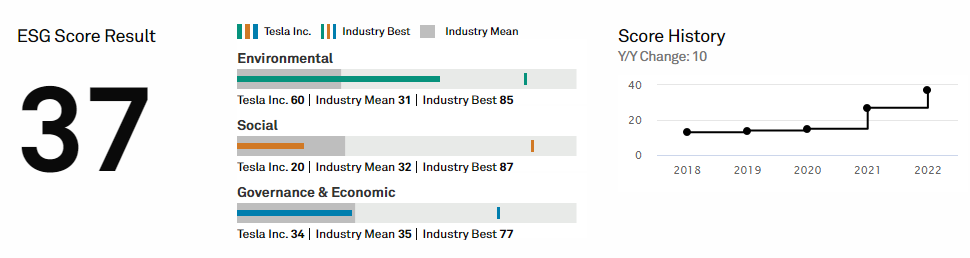 ESG Score Result
37
Tesla Inc. Industry Best Industry Mean
Environmental
Tesla Inc. 60 | Industry Mean 31 | Industry Best 85
Social
Tesla Inc. 20 | Industry Mean 32 | Industry Best 87
Governance & Economic
Tesla Inc. 34 | Industry Mean 35 | Industry Best 77
Score History
Y/Y Change: 10
40
20
0
2018 2019 2020 2021 2022